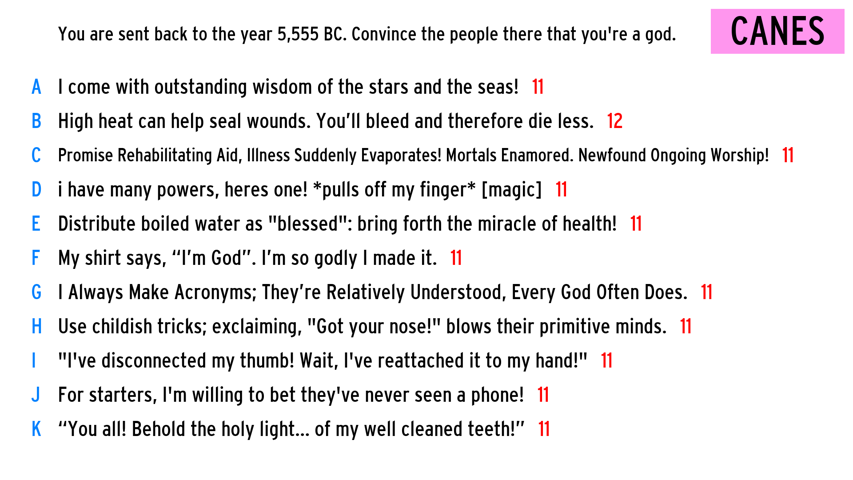 You are sent back to the year 5,555 BC. Convince the people there that you're a god.
CANES
A I come with outstanding wisdom of the stars and the seas! 11
B High heat can help seal wounds. You’ll bleed and therefore die less. 12
C Promise Rehabilitating Aid, Illness Suddenly Evaporates! Mortals Enamored. Newfound Ongoing Worship! 11
D i have many powers, heres one! *pulls off my finger* [magic] 11
E Distribute boiled water as "blessed": bring forth the miracle of health! 11
F My shirt says, “I’m God”. I’m so godly I made it. 11
G I Always Make Acronyms; They’re Relatively Understood, Every God Often Does. 11
H Use childish tricks; exclaiming, "Got your nose!" blows their primitive minds. 11
I "I've disconnected my thumb! Wait, I've reattached it to my hand!" 11
J For starters, I'm willing to bet they've never seen a phone! 11
K “You all! Behold the holy light... of my well cleaned teeth!” 11